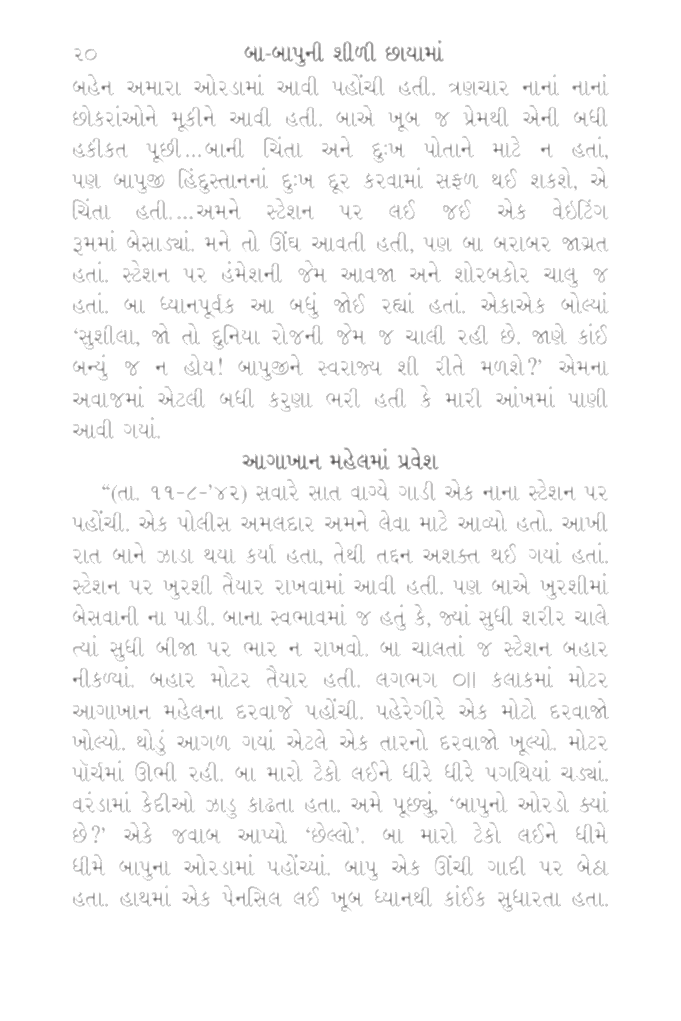 ૨૦ બા-બાપુની શીળી છાયામાં
બહેન અમારા ઓરડામાં આવી પહોંચી હતી. ત્રણચાર નાનાં નાનાં
છોકરાંઓને મૂકીને આવી હતી. બાએ ખૂબ જ પ્રેમથી એની બધી
હકીકત પૂછી...બાની ચિંતા અને દુઃખ પોતાને માટે ન હતાં,
પણ બાપુજી હિંદુસ્તાનનાં દુઃખ દૂર કરવામાં સફળ થઈ શકશે, એ
ચિંતા હતી....અમને સ્ટેશન પર લઈ જઈ એક વેઇટિંગ
રૂમમાં બેસાડ્યાં. મને તો ઊંઘ આવતી હતી, પણ બા બરાબર જાગ્રત
હતાં. સ્ટેશન પર હંમેશની જેમ આવજા અને શોરબકોર ચાલુ જ
હતાં. બા ધ્યાનપૂર્વક આ બધું જોઈ રહ્યાં હતાં. એકાએક બોલ્યાં
‘સુશીલા, જો તો દુનિયા રોજની જેમ જ ચાલી રહી છે. જાણે કાંઈ
બન્યું જ ન હોય! બાપુજીને સ્વરાજ્ય શી રીતે મળશે?’ એમના
અવાજમાં એટલી બધી કરુણા ભરી હતી કે મારી આંખમાં પાણી
આવી ગયાં.
આગાખાન મહેલમાં પ્રવેશ
“(તા. ૧૧-૮-’૪૨) સવારે સાત વાગ્યે ગાડી એક નાના સ્ટેશન પર
પહોંચી. એક પોલીસ અમલદાર અમને લેવા માટે આવ્યો હતો. આખી
રાત બાને ઝાડા થયા કર્યા હતા, તેથી તદ્દન અશક્ત થઈ ગયાં હતાં.
સ્ટેશન પર ખુરશી તૈયાર રાખવામાં આવી હતી. પણ બાએ ખુરશીમાં
બેસવાની ના પાડી. બાના સ્વભાવમાં જ હતું કે, જ્યાં સુધી શરીર ચાલે
ત્યાં સુધી બીજા પર ભાર ન રાખવો. બા ચાલતાં જ સ્ટેશન બહાર
નીકળ્યાં. બહાર મોટર તૈયાર હતી. લગભગ ૦॥ કલાકમાં મોટર
આગાખાન મહેલના દરવાજે પહોંચી. પહેરેગીરે એક મોટો દરવાજો
ખોલ્યો. થોડું આગળ ગયાં એટલે એક તારનો દરવાજો ખૂલ્યો. મોટર
પૉર્ચમાં ઊભી રહી. બા મારો ટેકો લઈને ધીરે ધીરે પગથિયાં ચડ્યાં.
વરંડામાં કેદીઓ ઝાડુ કાઢતા હતા. અમે પૂછ્યું, ‘બાપુનો ઓરડો ક્યાં
છે?’ એકે જવાબ આપ્યો ‘છેલ્લો’. બા મારો ટેકો લઈને ધીમે
ધીમે બાપુના ઓરડામાં પહોંચ્યાં. બાપુ એક ઊંચી ગાદી પર બેઠા
હતા. હાથમાં એક પેનસિલ લઈ ખૂબ ધ્યાનથી કાંઈક સુધારતા હતા.